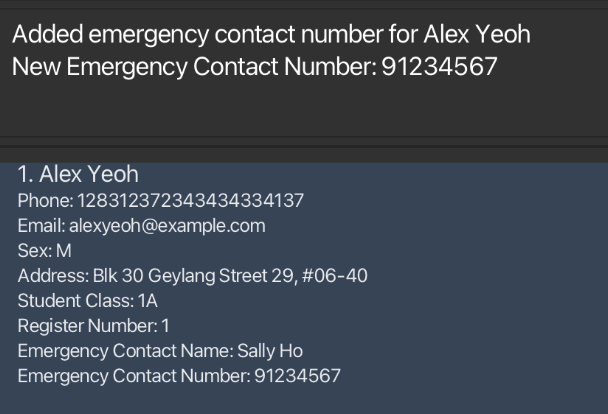 Added emergency contact number for Alex Yeoh
New Emergency Contact Number: 91234567
1. Alex Yeoh
Phone: 128312372343434334137
Email: alexyeoh@example.com
Sex: M
Address: Blk 30 Geylang Street 29, #06-40
Student Class: 1A
Register Number: 1
Emergency Contact Name: Sally Ho
Emergency Contact Number: 91234567